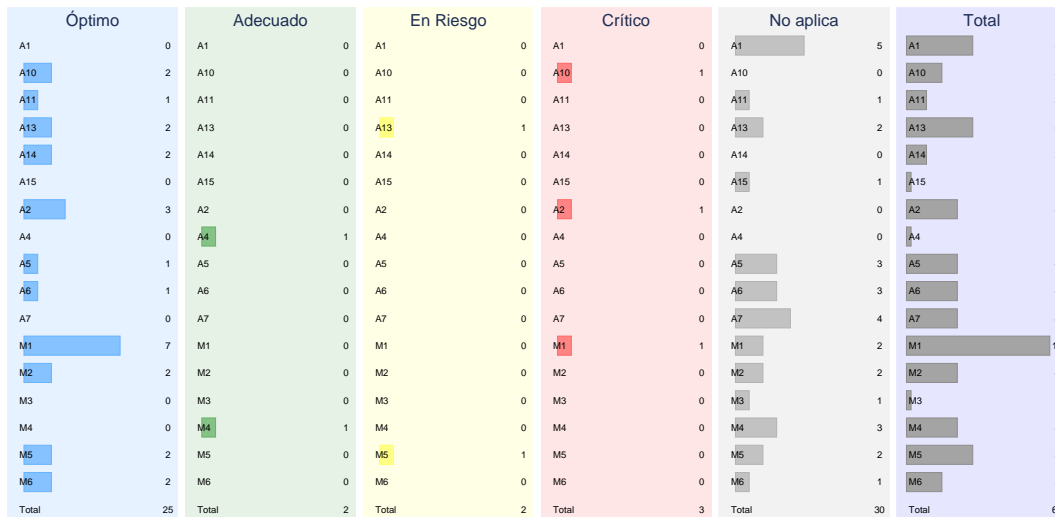 Óptimo Adecuado En Riesgo Crítico No aplica Total
A1 0 A1 0 A1 0 A1 0 A1 5 A1
A10 2 A10 0 A10 0 A10 1 A10 0 A10
A11 1 A11 0 A11 0 A11 0 A11 1 A11
A13 2 A13 0 A13 1 A13 0 A13 2 A13
A14 2 A14 0 A14 0 A14 0 A14 0 A14
A15 0 A15 0 A15 0 A15 0 A15 1 A15
A2 3 A2 0 A2 0 A2 1 A2 0 A2
A4 0 A4 1 A4 0 A4 0 A4 0 A4
A5 1 A5 0 A5 0 A5 0 A5 3 A5
A6 1 A6 0 A6 0 A6 0 A6 3 A6
A7 0 A7 0 A7 0 A7 0 A7 4 A7
M1 7 M1 0 M1 0 M1 1 M1 2 M1
M2 2 M2 0 M2 0 M2 0 M2 2 M2
M3 0 M3 0 M3 0 M3 0 M3 1 M3
M4 0 M4 1 M4 0 M4 0 M4 3 M4
M5 2 M5 0 M5 1 M5 0 M5 2 M5
M6 2 M6 0 M6 0 M6 0 M6 1 M6
Total 25 Total 2 Total 2 Total 3 Total 30 Total